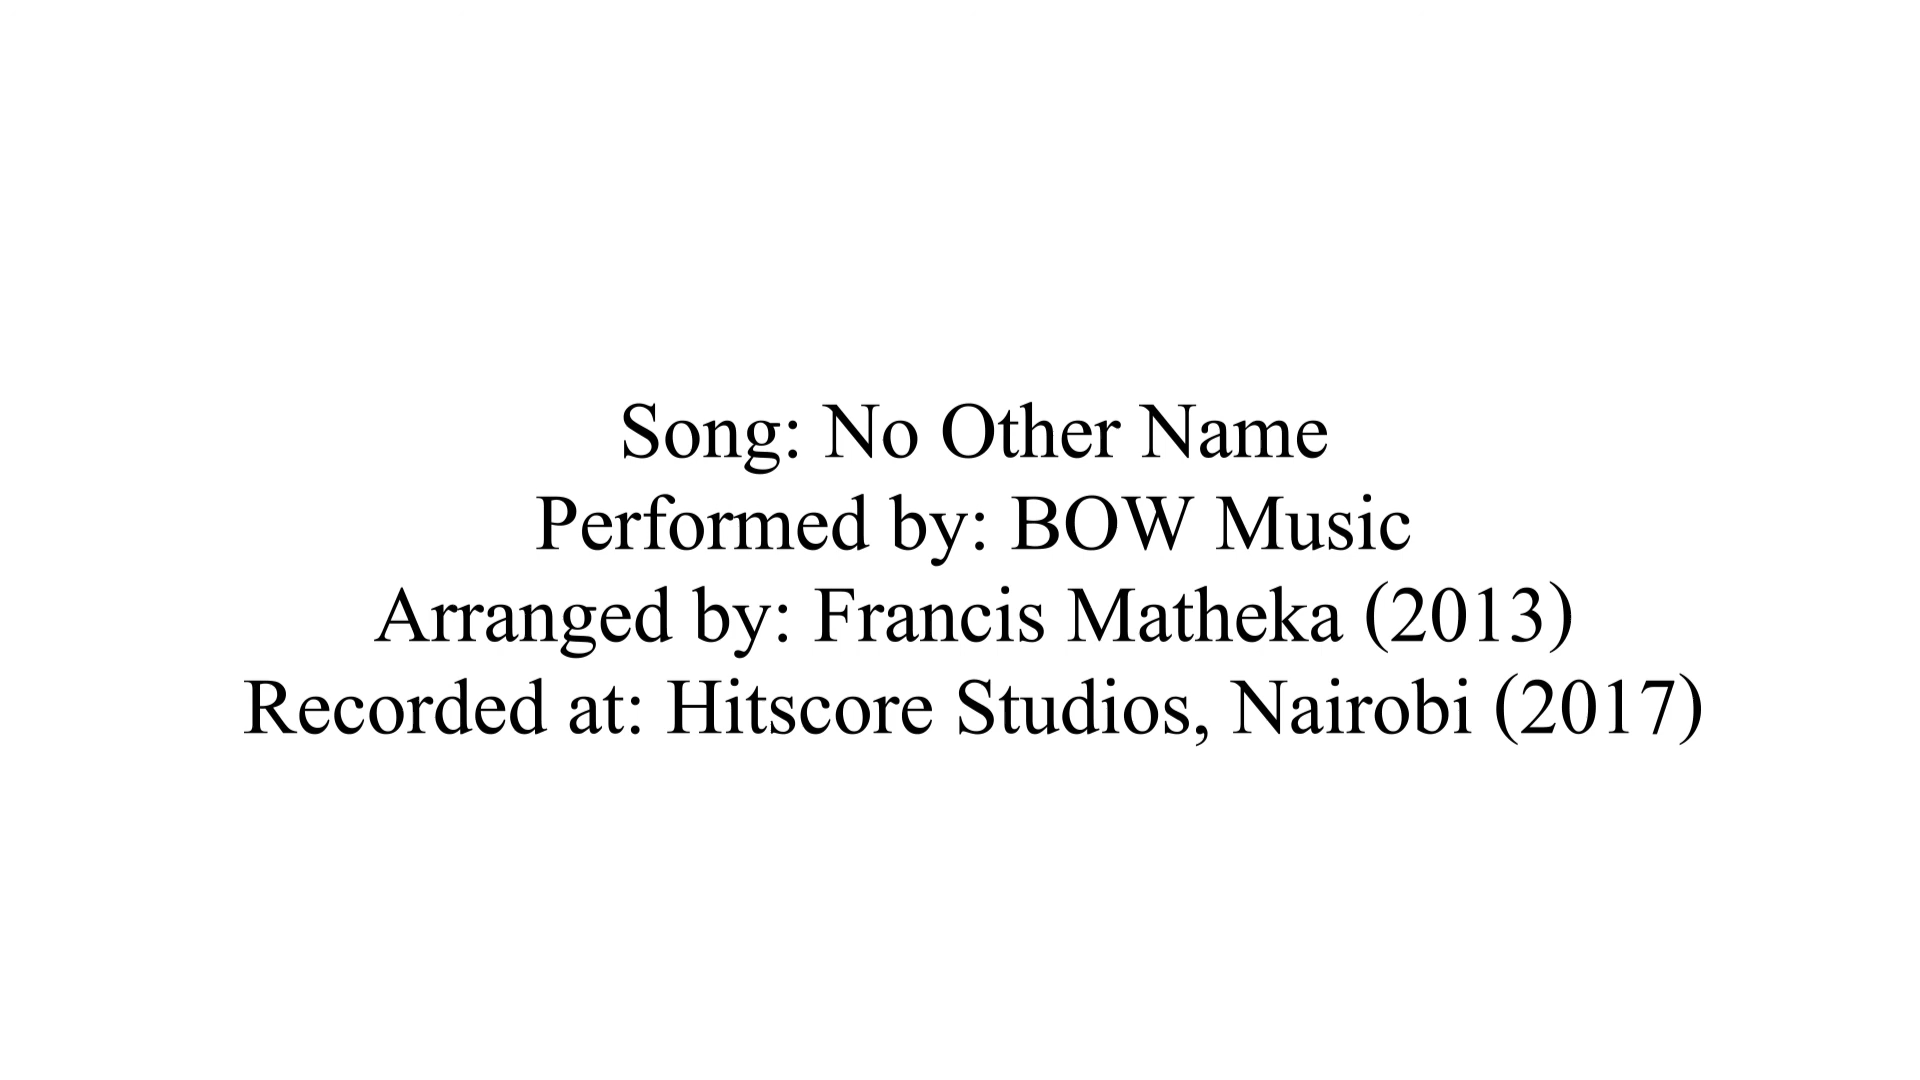 Song: No Other Name
Performed by: BOW Music
Arranged by: Francis Matheka (2013)
Recorded at: Hitscore Studios, Nairobi (2017)